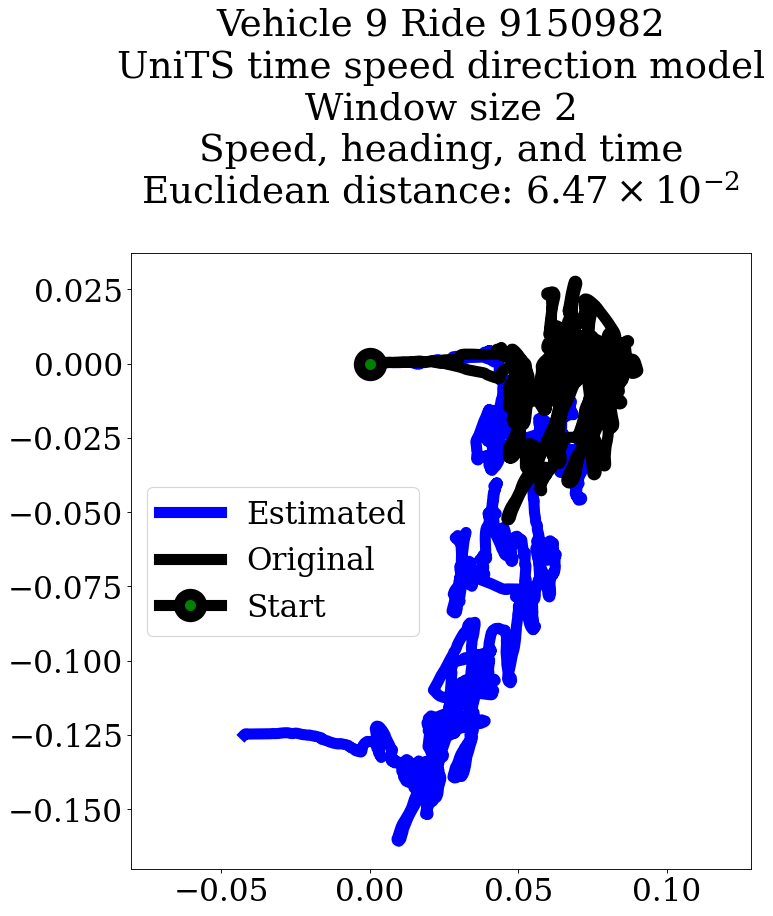 Vehicle 9 Ride 9150982
UniTS time speed direction model
Window size 2
Speed, heading, and time
Euclidean distance: 6.47 × 10⁻²
0.025
0.000
−0.025
−0.050
−0.075
−0.100
−0.125
−0.150
Estimated
Original
Start
−0.05 0.00 0.05 0.10